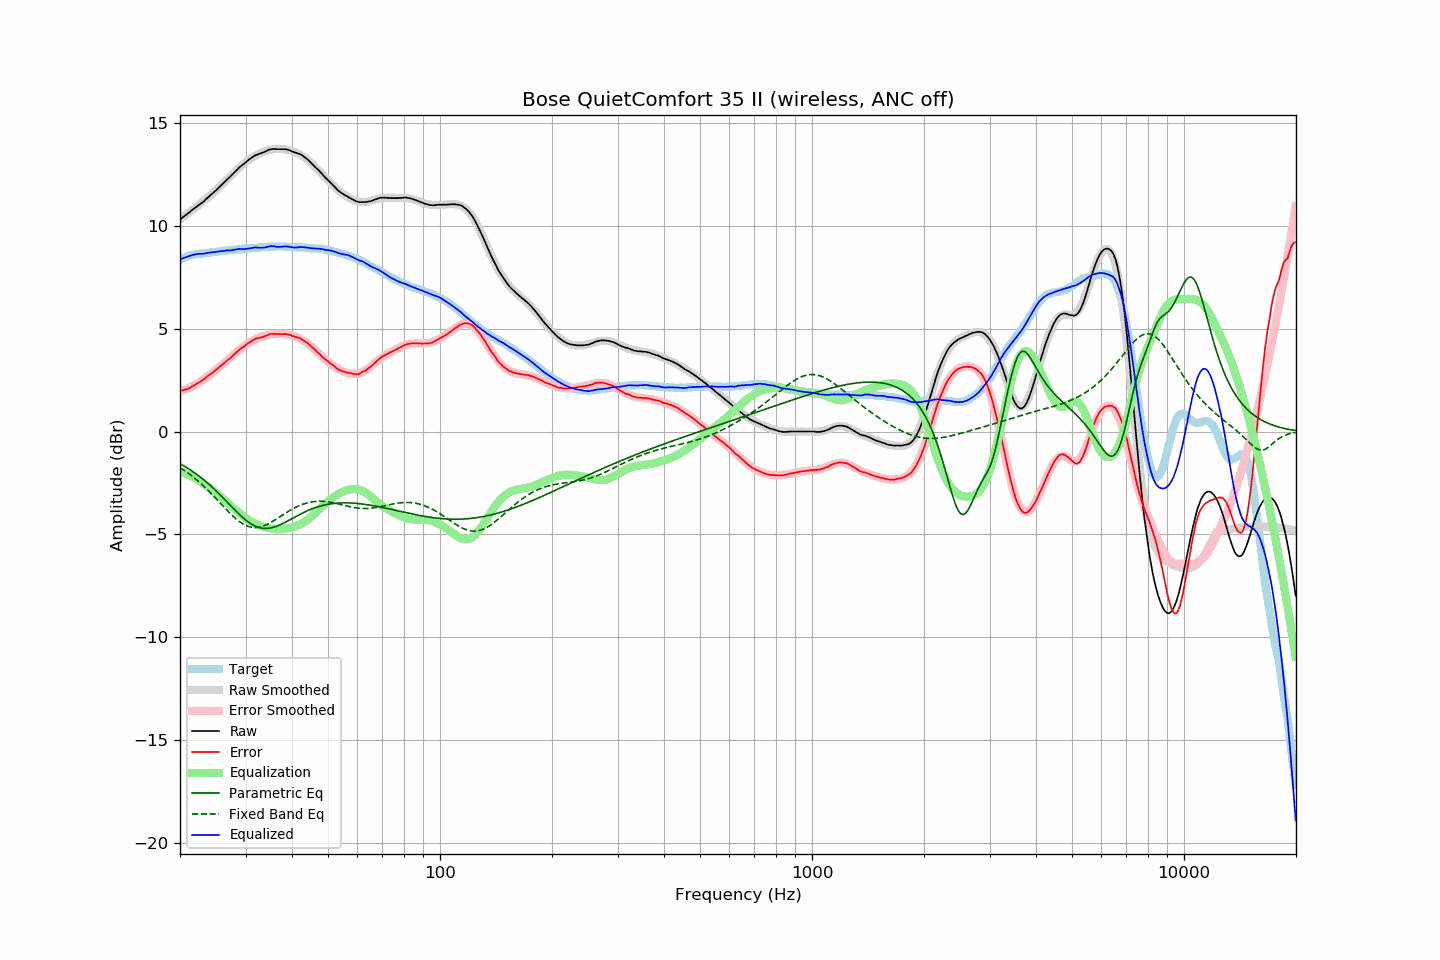 Bose QuietComfort 35 II (wireless, ANC off)
15
10
5
0
−5
−10
−15
−20
Amplitude (dBr)
100
1000
10000
Frequency (Hz)
Target
Raw Smoothed
Error Smoothed
Raw
Error
Equalization
Parametric Eq
Fixed Band Eq
Equalized